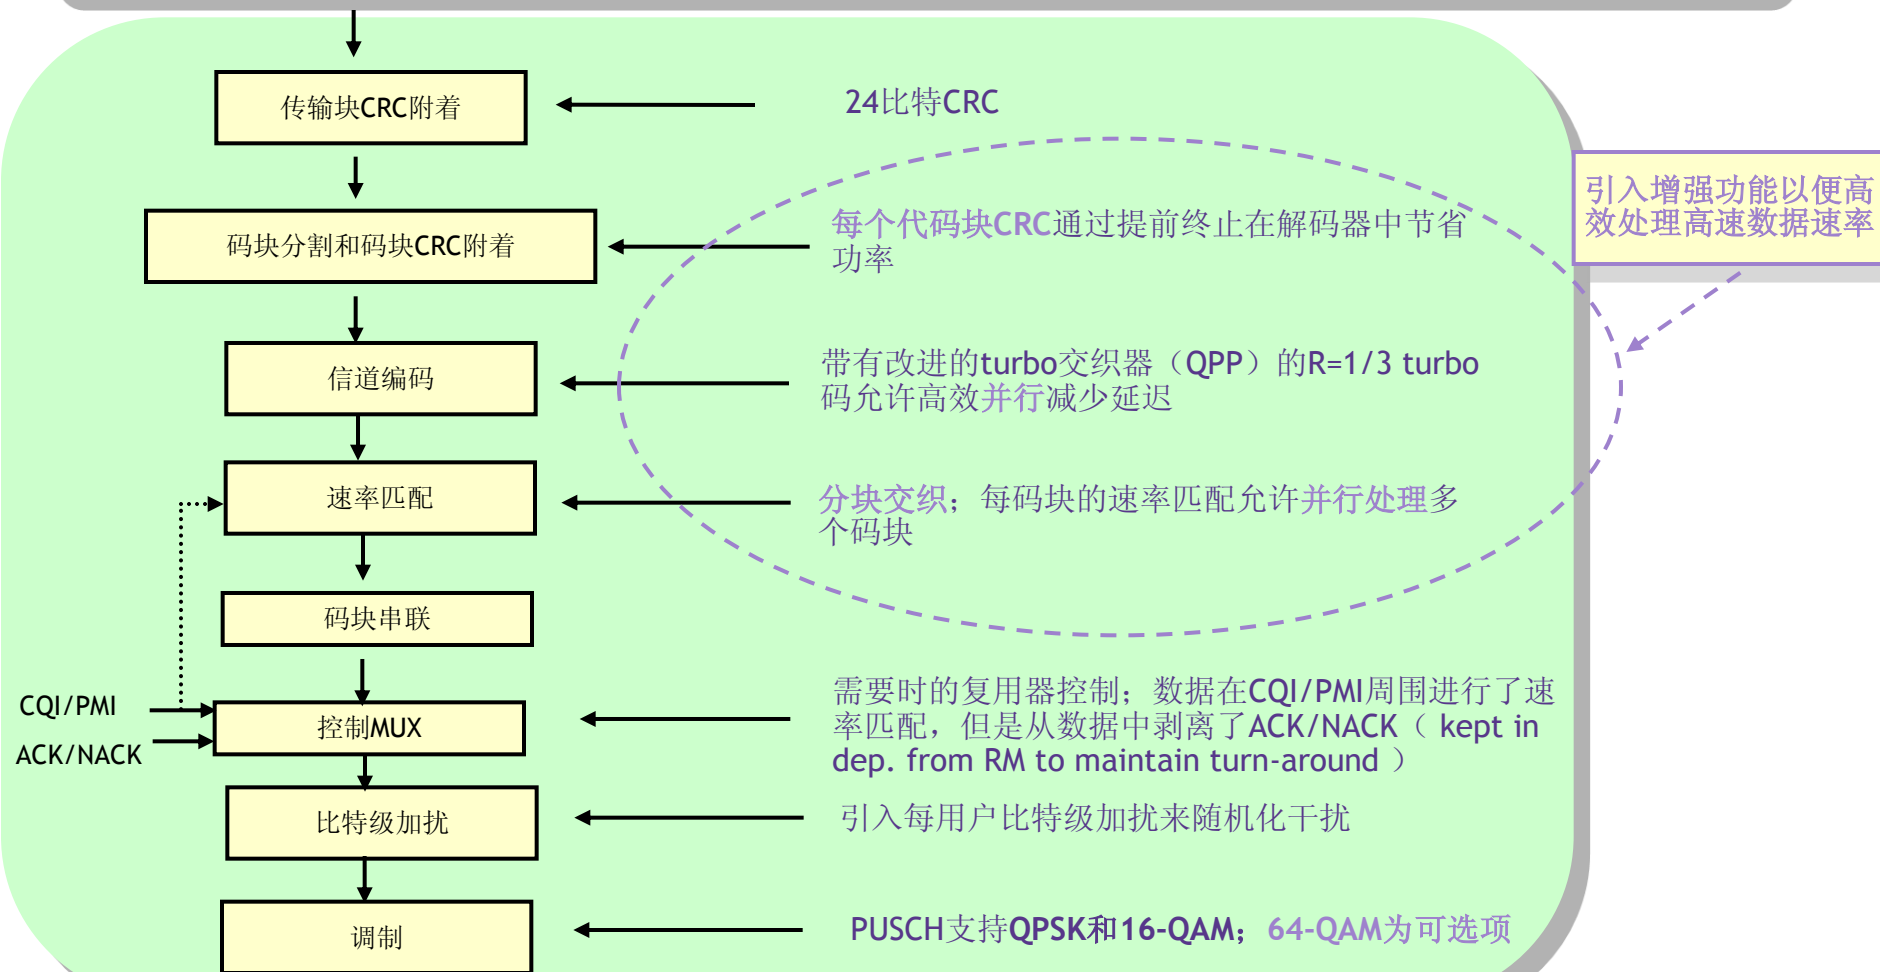 传输块CRC附着
24比特CRC
引入增强功能以便高
效处理高速数据速率
码块分割和码块CRC附着
每个代码块CRC通过提前终止在解码器中节省
功率
信道编码
带有改进的turbo交织器（QPP）的R=1/3 turbo
码允许高效并行减少延迟
速率匹配
分块交织；每码块的速率匹配允许并行处理多
个码块
码块串联
CQI/PMI
ACK/NACK
控制MUX
需要时的复用器控制；数据在CQI/PMI周围进行了速
率匹配，但是从数据中剥离了ACK/NACK（ kept in
dep. from RM to maintain turn-around ）
比特级加扰
引入每用户比特级加扰来随机化干扰
调制
PUSCH支持QPSK和16-QAM；64-QAM为可选项